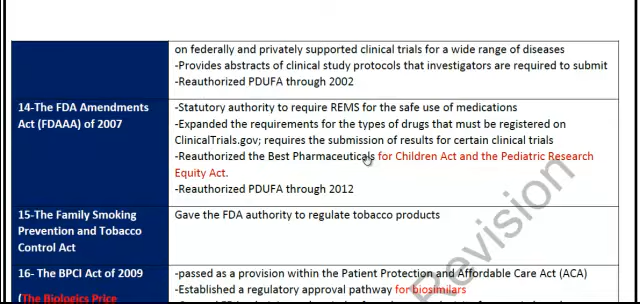 on federally and privately supported clinical trials for a wide range of diseases
-Provides abstracts of clinical study protocols that investigators are required to submit
-Reauthorized PDUFA through 2002
14-The FDA Amendments
Act (FDAAA) of 2007
-Statutory authority to require REMS for the safe use of medications
-Expanded the requirements for the types of drugs that must be registered on
ClinicalTrials.gov; requires the submission of results for certain clinical trials
-Reauthorized the Best Pharmaceuticals for Children Act and the Pediatric Research
Equity Act.
-Reauthorized PDUFA through 2012
15-The Family Smoking
Prevention and Tobacco
Control Act
Gave the FDA authority to regulate tobacco products
16- The BPCI Act of 2009
(The Biologics Price
-passed as a provision within the Patient Protection and Affordable Care Act (ACA)
-Established a regulatory approval pathway for biosimilars
Revision